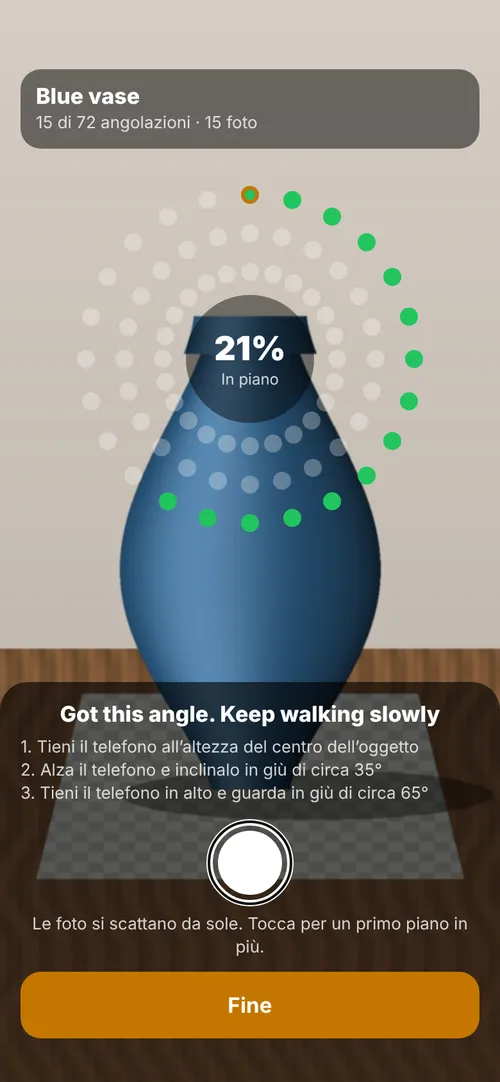 Blue vase
15 di 72 angolazioni · 15 foto
21%
In piano
Got this angle. Keep walking slowly
1. Tieni il telefono all’altezza del centro dell’oggetto
2. Alza il telefono e inclinalo in giù di circa 35°
3. Tieni il telefono in alto e guarda in giù di circa 65°
Le foto si scattano da sole. Tocca per un primo piano in
più.
Fine